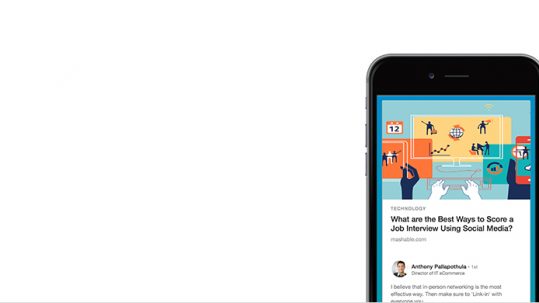 12
TECHNOLOGY
What are the Best Ways to Score a
Job Interview Using Social Media?
mashable.com
Anthony Pallapothula • 1st
Director of IT eCommerce
I believe that in-person networking is the most
effective way. Then make sure to 'Link-in' with
everyone you